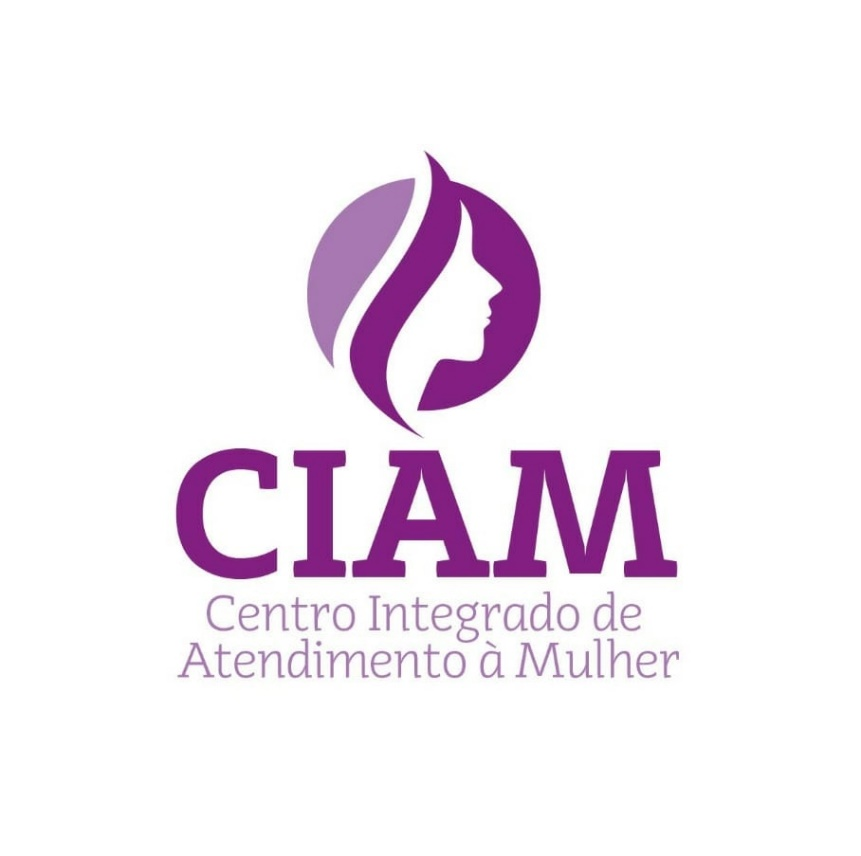 CIAM
Centro Integrado de
Atendimento à Mulher